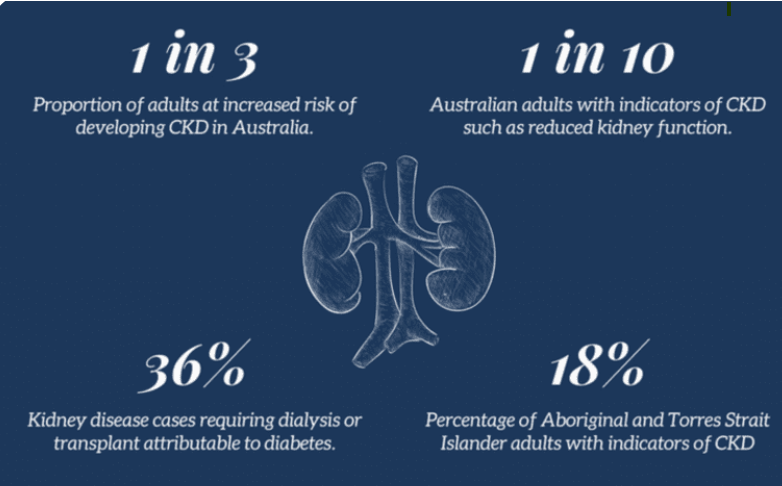 1 in 3
Proportion of adults at increased risk of
developing CKD in Australia.
1 in 10
Australian adults with indicators of CKD
such as reduced kidney function.
36%
Kidney disease cases requiring dialysis or
transplant attributable to diabetes.
18%
Percentage of Aboriginal and Torres Strait
Islander adults with indicators of CKD